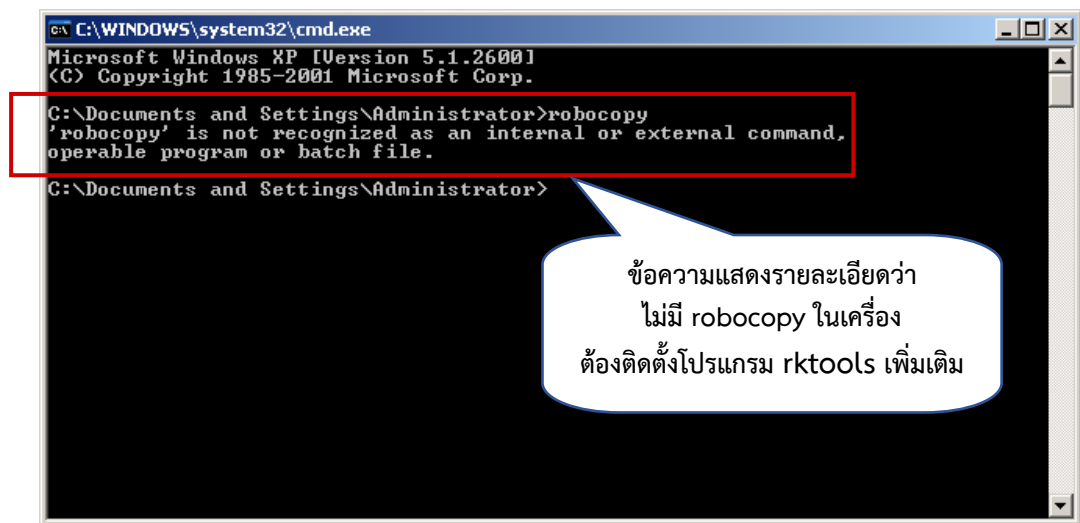 C:\WINDOWS\system32\cmd.exe
Microsoft Windows XP [Version 5.1.2600]
(C) Copyright 1985-2001 Microsoft Corp.
C:\Documents and Settings\Administrator>robocopy
'robocopy' is not recognized as an internal or external command,
operable program or batch file.
C:\Documents and Settings\Administrator>
ข้อความแสดงรายละเอียดว่า
ไม่มี robocopy ในเครื่อง
ต้องติดตั้งโปรแกรม rktools เพิ่มเติม